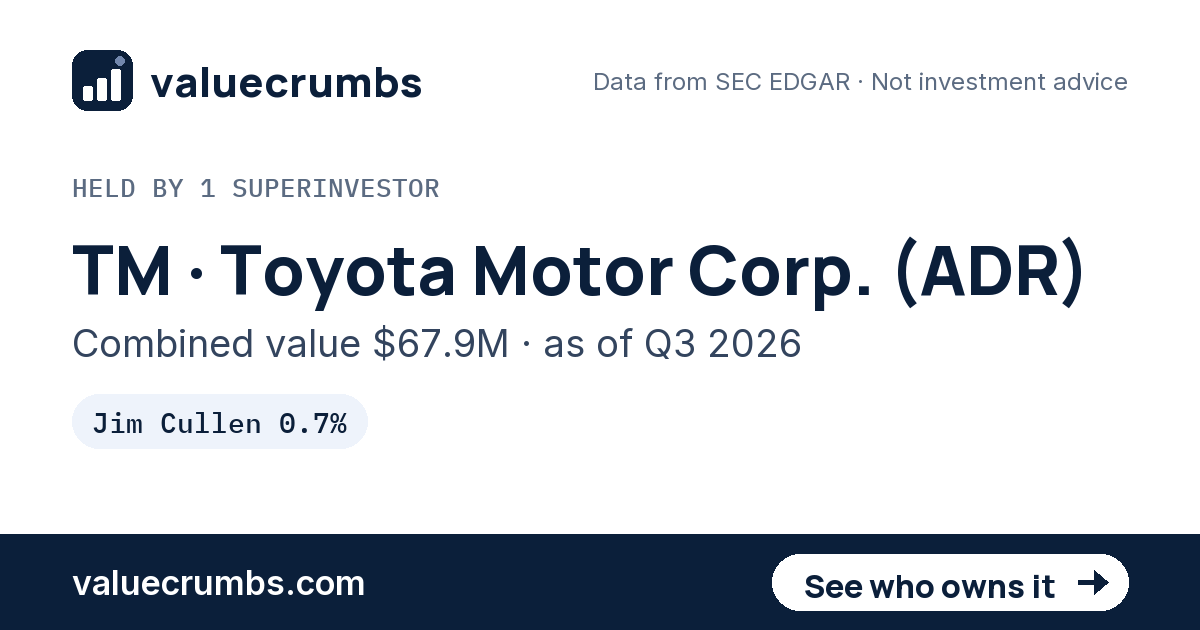 valuecrumbs
Data from SEC EDGAR · Not investment advice
HELD BY 1 SUPERINVESTOR
TM · Toyota Motor Corp. (ADR)
Combined value $67.9M · as of Q3 2026
Jim Cullen 0.7%
valuecrumbs.com
See who owns it →